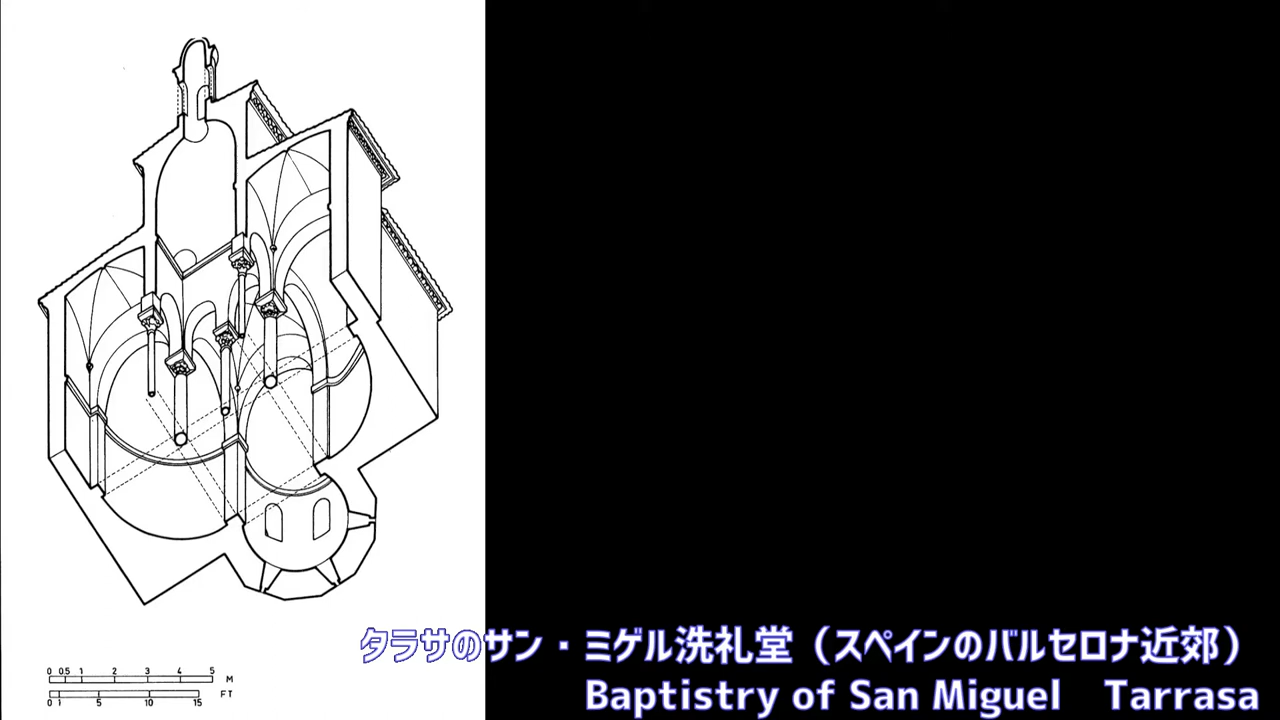 0 0.5 1 2 3 4 5 M
0 1 5 10 15 FT
タラサのサン・ミゲル洗礼堂（スペインのバルセロナ近郊）
Baptistry of San Miguel　Tarrasa